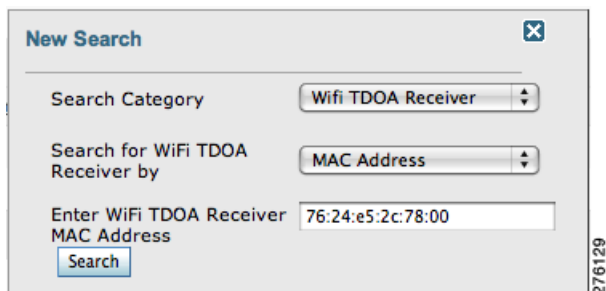 New Search
Search Category
Wifi TDOA Receiver
Search for WiFi TDOA
Receiver by
MAC Address
Enter WiFi TDOA Receiver
MAC Address
76:24:e5:2c:78:00
Search
276129